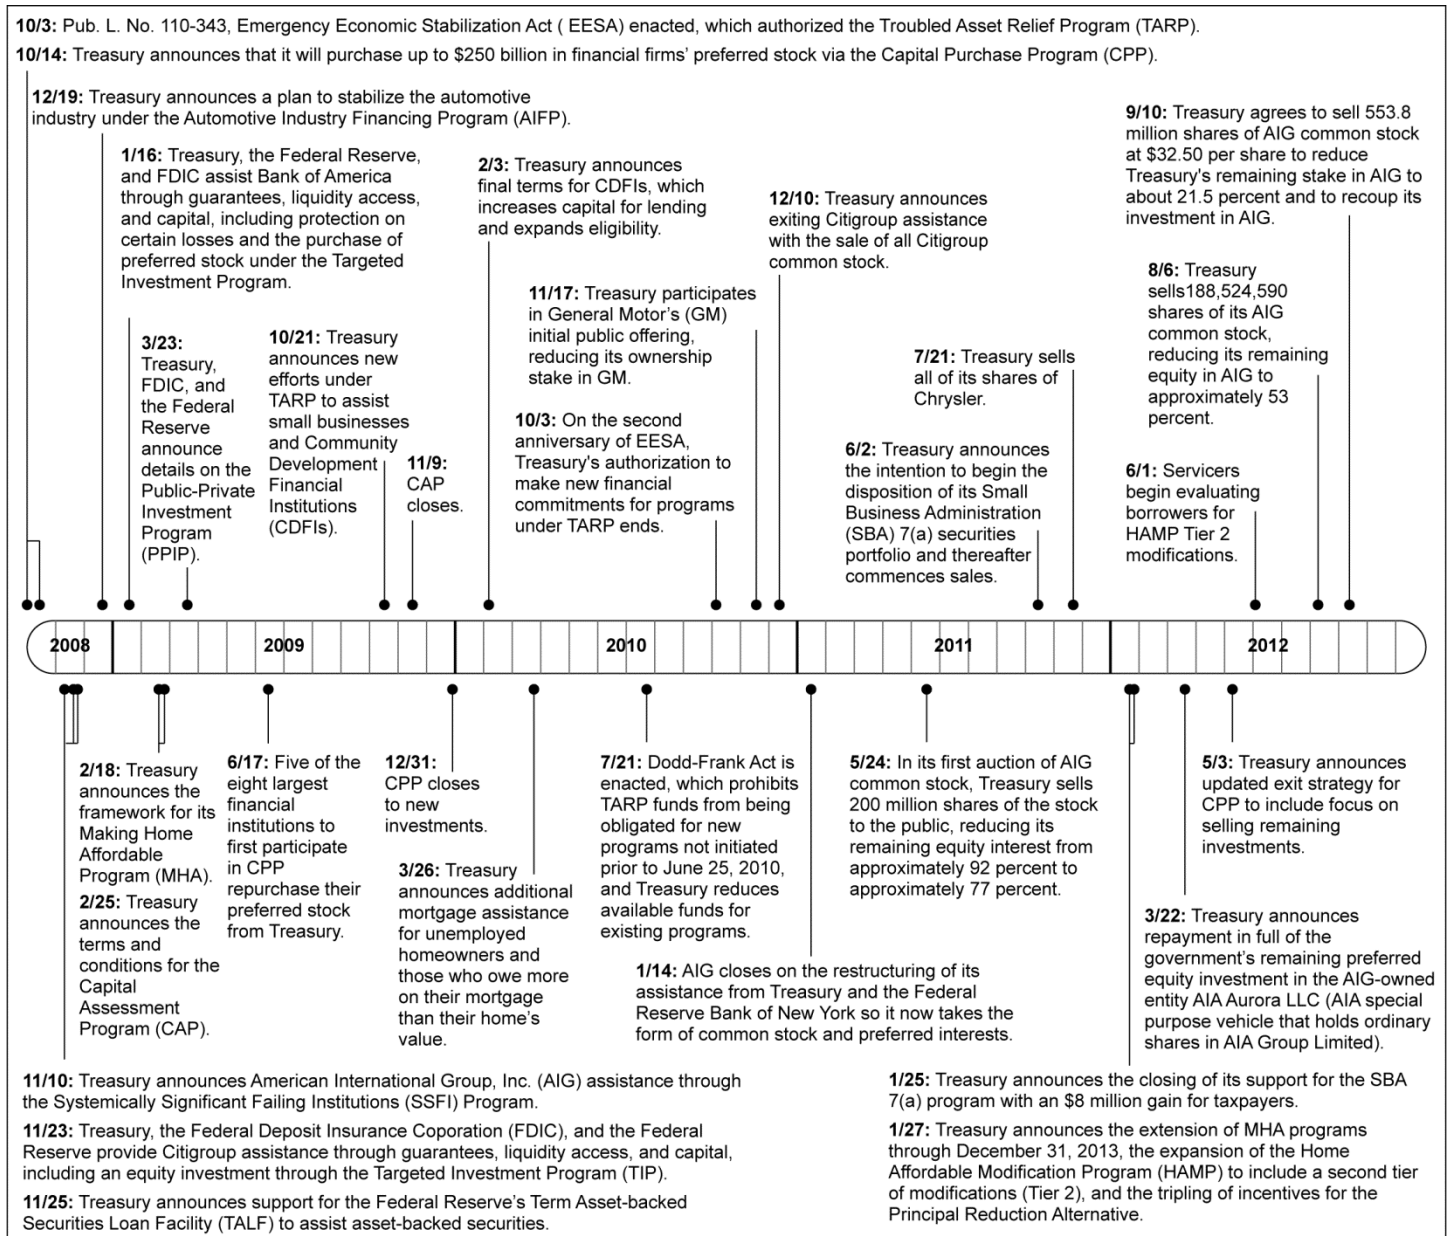 10/3: Pub. L. No. 110-343, Emergency Economic Stabilization Act ( EESA) enacted, which authorized the Troubled Asset Relief Program (TARP).
10/14: Treasury announces that it will purchase up to $250 billion in financial firms' preferred stock via the Capital Purchase Program (CPP).
12/19: Treasury announces a plan to stabilize the automotive
industry under the Automotive Industry Financing Program (AIFP).
1/16: Treasury, the Federal Reserve,
and FDIC assist Bank of America
through guarantees, liquidity access,
and capital, including protection on
certain losses and the purchase of
preferred stock under the Targeted
Investment Program.
3/23:
Treasury,
FDIC, and
the Federal
Reserve
announce
details on the
Public-Private
Investment
Program
(PPIP).
10/21: Treasury
announces new
efforts under
TARP to assist
small businesses
and Community
Development
Financial
Institutions
(CDFIs).
11/9:
CAP
closes.
2/3: Treasury announces
final terms for CDFIs, which
increases capital for lending
and expands eligibility.
11/17: Treasury participates
in General Motor's (GM)
initial public offering,
reducing its ownership
stake in GM.
10/3: On the second
anniversary of EESA,
Treasury's authorization to
make new financial
commitments for programs
under TARP ends.
12/10: Treasury announces
exiting Citigroup assistance
with the sale of all Citigroup
common stock.
7/21: Treasury sells
all of its shares of
Chrysler.
6/2: Treasury announces
the intention to begin the
disposition of its Small
Business Administration
(SBA) 7(a) securities
portfolio and thereafter
commences sales.
9/10: Treasury agrees to sell 553.8
million shares of AIG common stock
at $32.50 per share to reduce
Treasury's remaining stake in AIG to
about 21.5 percent and to recoup its
investment in AIG.
8/6: Treasury
sells188,524,590
shares of its AIG
common stock,
reducing its remaining
equity in AIG to
approximately 53
percent.
6/1: Servicers
begin evaluating
borrowers for
HAMP Tier 2
modifications.
2008
2009
2010
2011
2012
2/18: Treasury
announces the
framework for its
Making Home
Affordable
Program (MHA).
2/25: Treasury
announces the
terms and
conditions for the
Capital
Assessment
Program (CAP).
6/17: Five of the
eight largest
financial
institutions to
first participate
in CPP
repurchase their
preferred stock
from Treasury.
12/31:
CPP closes
to new
investments.
3/26: Treasury
announces additional
mortgage assistance
for unemployed
homeowners and
those who owe more
on their mortgage
than their home's
value.
7/21: Dodd-Frank Act is
enacted, which prohibits
TARP funds from being
obligated for new
programs not initiated
prior to June 25, 2010,
and Treasury reduces
available funds for
existing programs.
1/14: AIG closes on the restructuring of its
assistance from Treasury and the Federal
Reserve Bank of New York so it now takes the
form of common stock and preferred interests.
5/24: In its first auction of AIG
common stock, Treasury sells
200 million shares of the stock
to the public, reducing its
remaining equity interest from
approximately 92 percent to
approximately 77 percent.
5/3: Treasury announces
updated exit strategy for
CPP to include focus on
selling remaining
investments.
3/22: Treasury announces
repayment in full of the
government's remaining preferred
equity investment in the AIG-owned
entity AIA Aurora LLC (AIA special
purpose vehicle that holds ordinary
shares in AIA Group Limited).
11/10: Treasury announces American International Group, Inc. (AIG) assistance through
the Systemically Significant Failing Institutions (SSFI) Program.
11/23: Treasury, the Federal Deposit Insurance Coporation (FDIC), and the Federal
Reserve provide Citigroup assistance through guarantees, liquidity access, and capital,
including an equity investment through the Targeted Investment Program (TIP).
11/25: Treasury announces support for the Federal Reserve's Term Asset-backed
Securities Loan Facility (TALF) to assist asset-backed securities.
1/25: Treasury announces the closing of its support for the SBA
7(a) program with an $8 million gain for taxpayers.
1/27: Treasury announces the extension of MHA programs
through December 31, 2013, the expansion of the Home
Affordable Modification Program (HAMP) to include a second tier
of modifications (Tier 2), and the tripling of incentives for the
Principal Reduction Alternative.